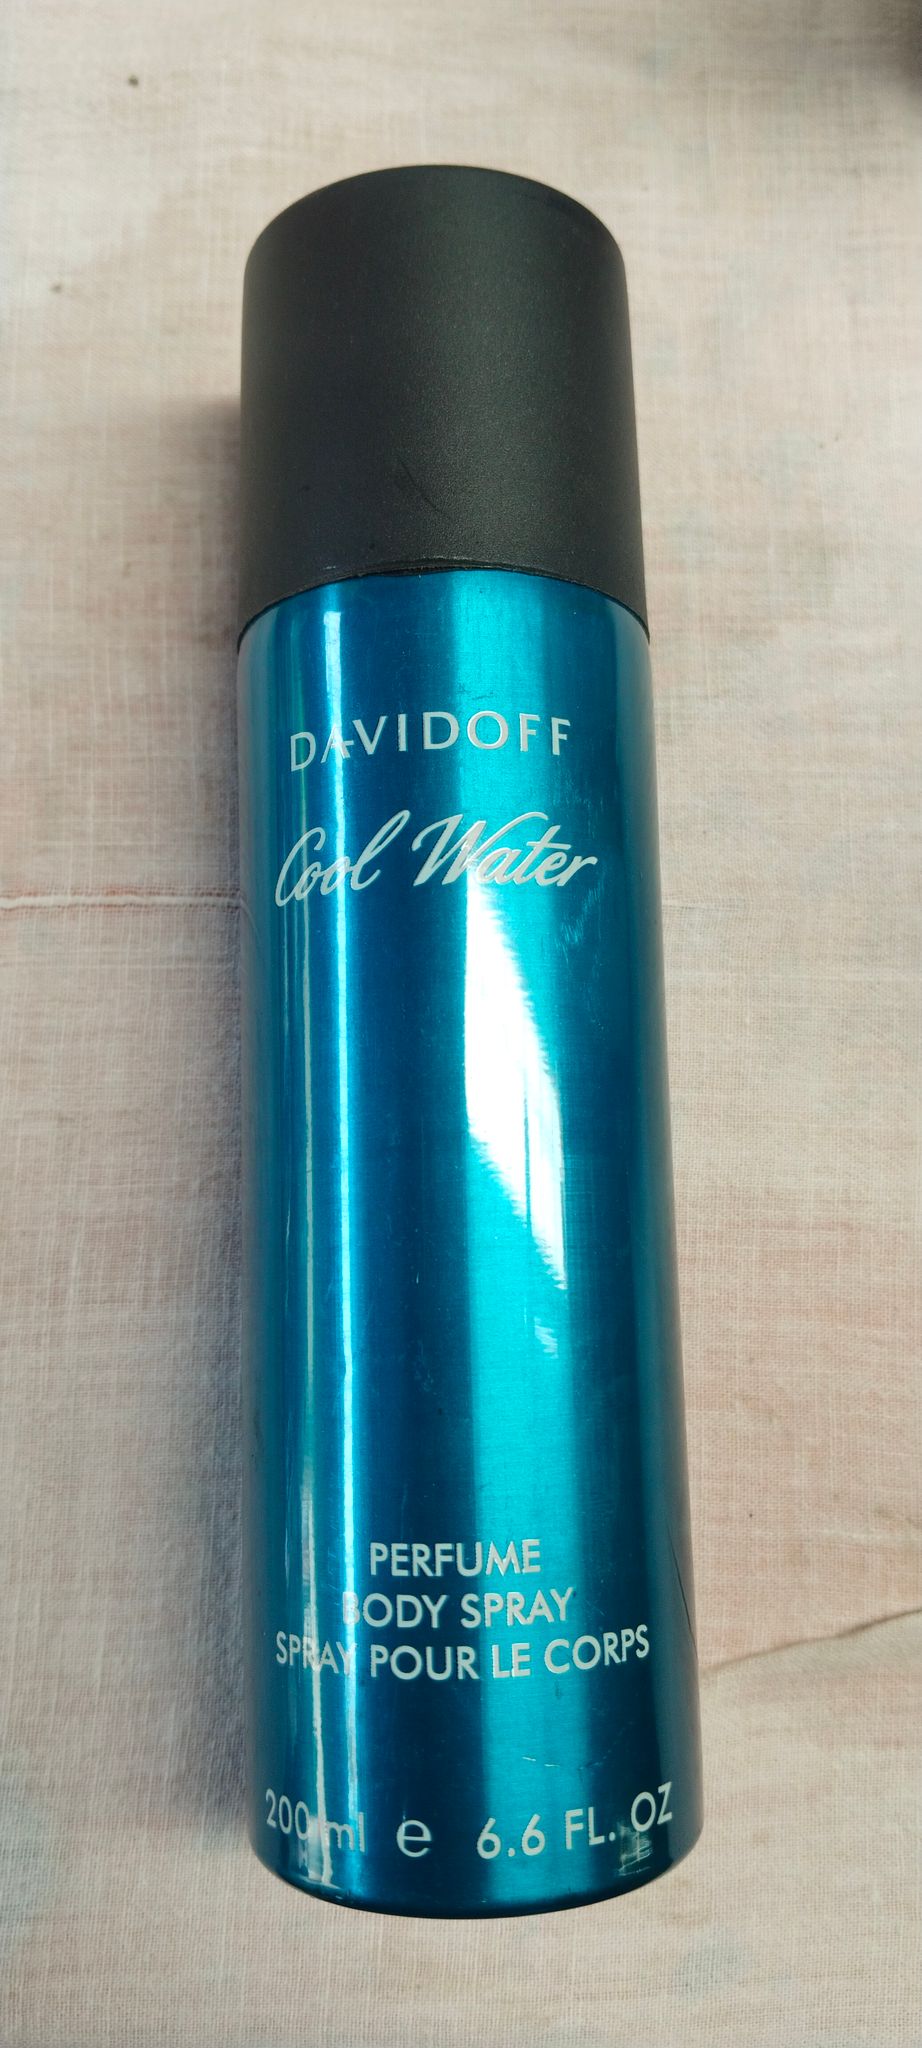 DAVIDOFF
Cool Water
PERFUME
BODY SPRAY
SPRAY POUR LE CORPS
200 ml e 6.6 FL. OZ